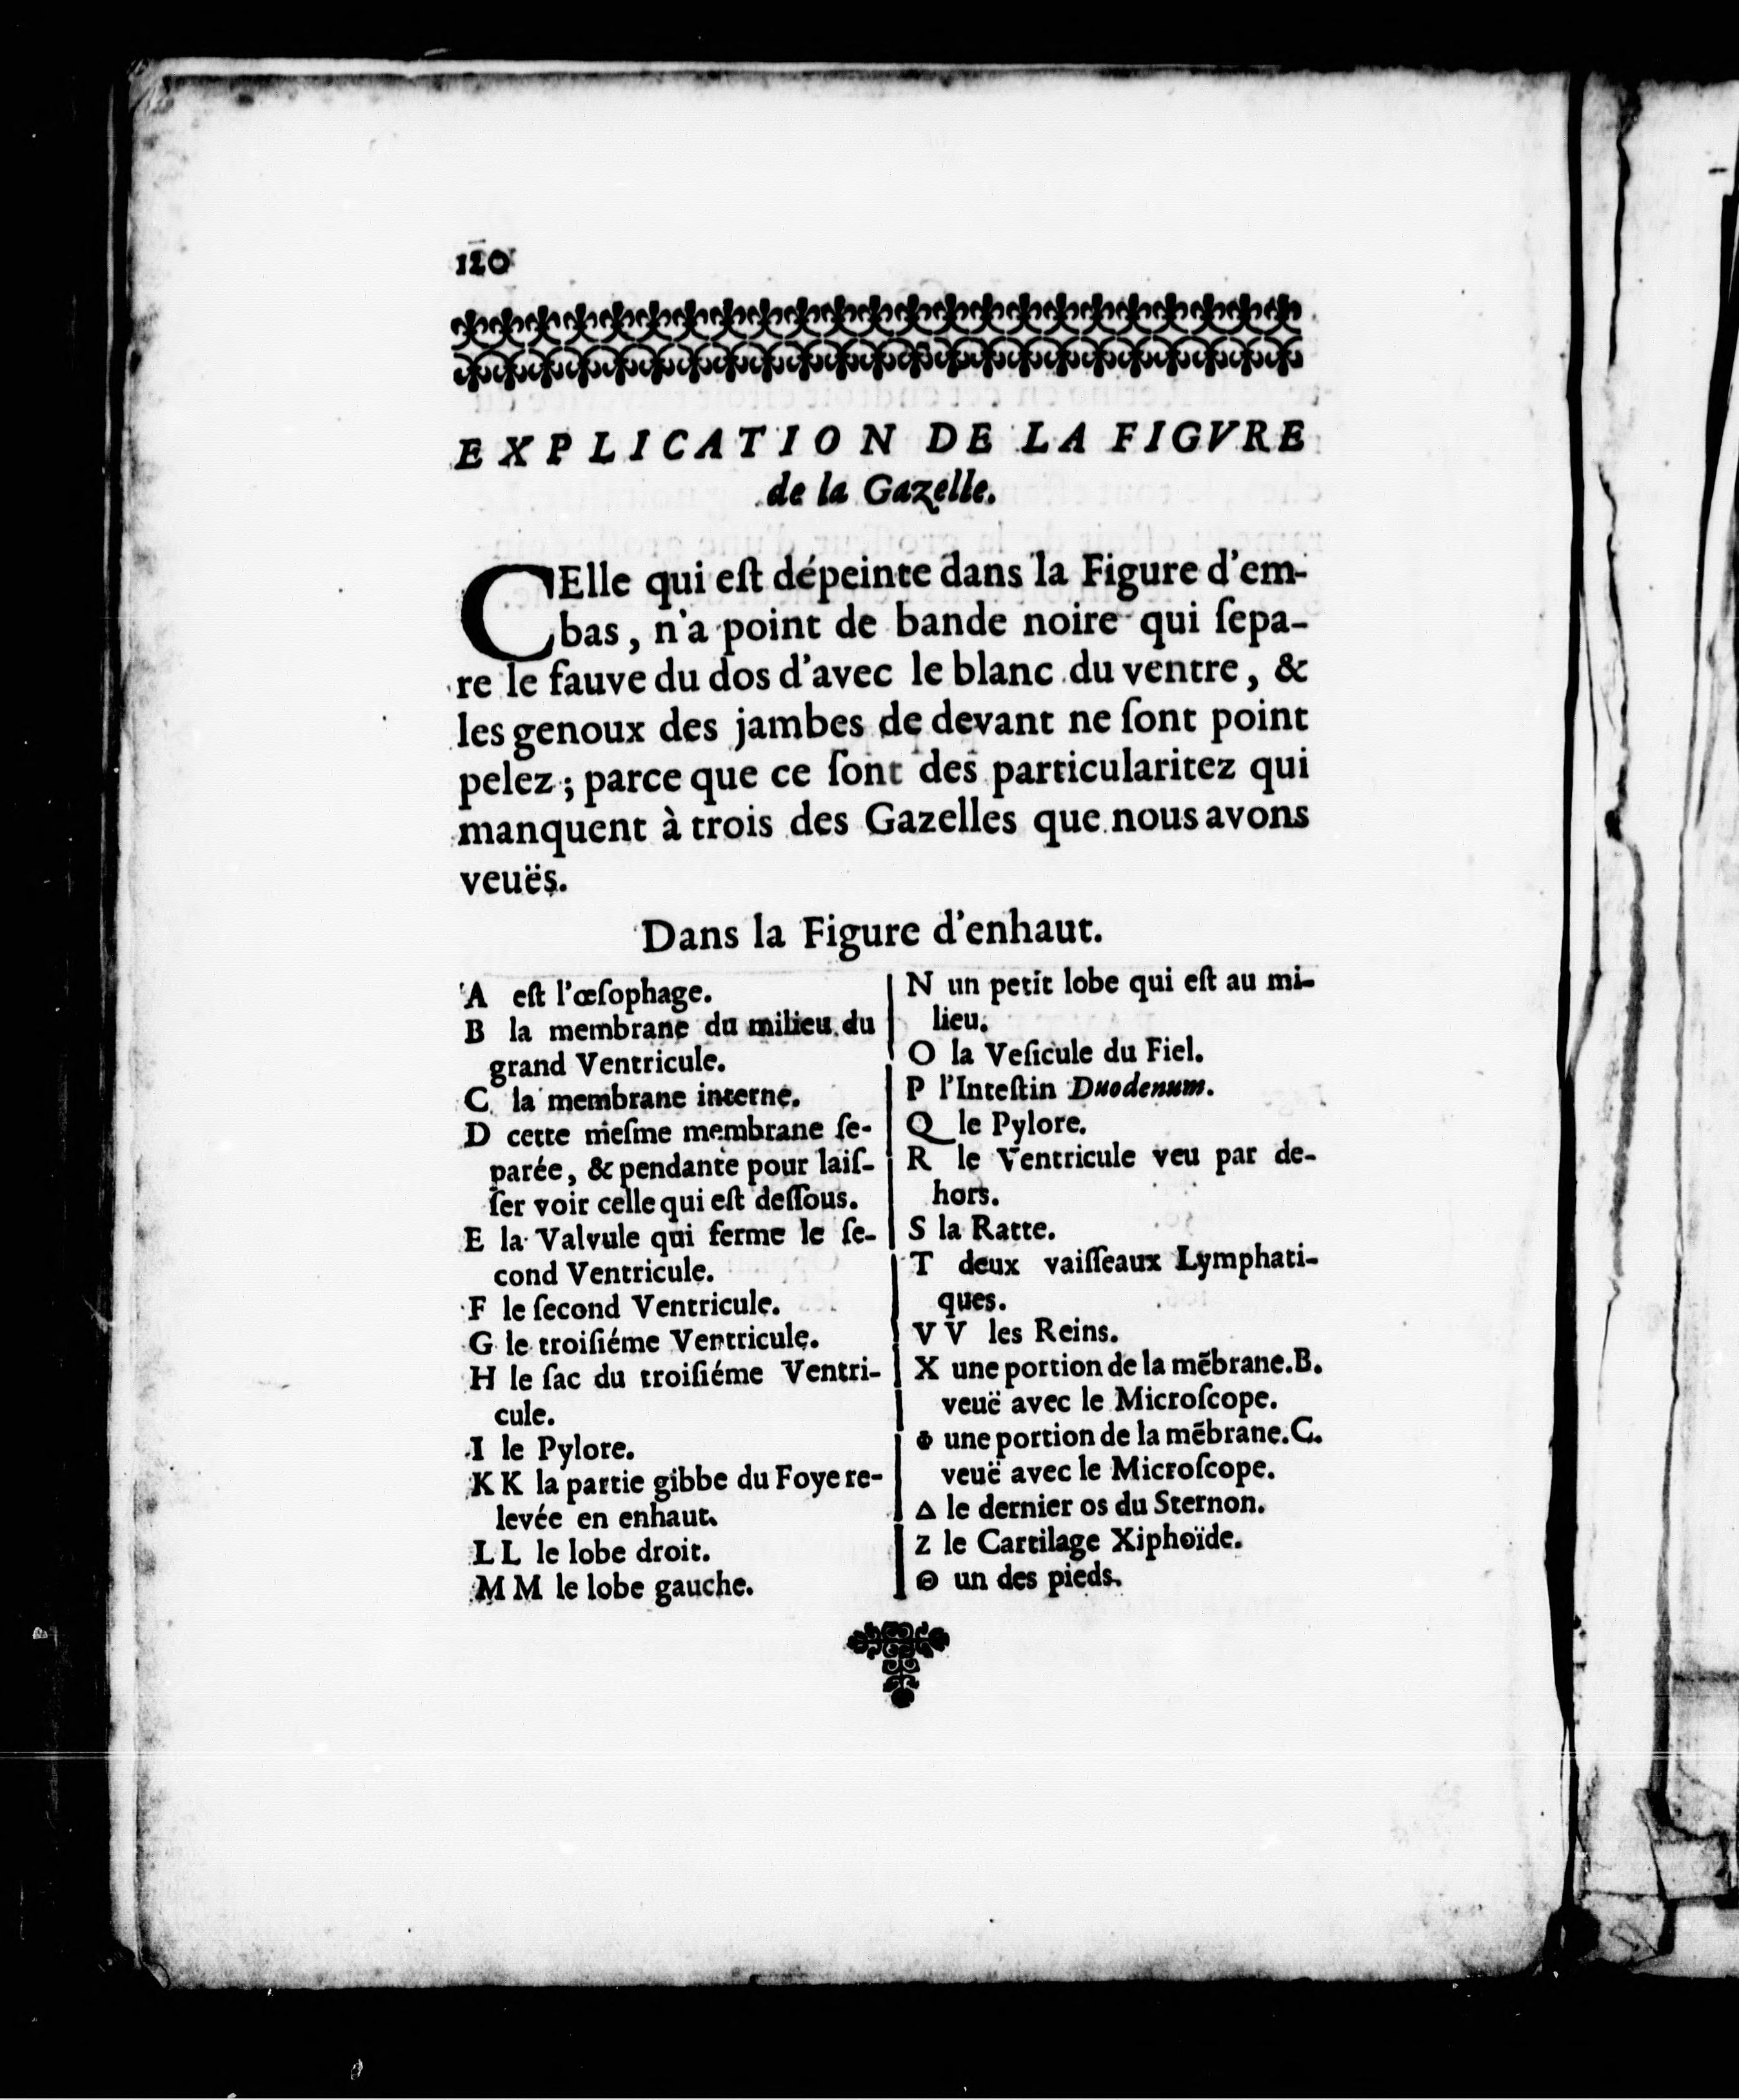 120
EXPLICATION DE LA FIGVRE
de la Gazelle.
CElle qui eſt dépeinte dans la Figure d'em-
bas, n'a point de bande noire qui ſepa-
re le fauve du dos d'avec le blanc du ventre, &
les genoux des jambes de devant ne ſont point
pelez; parce que ce ſont des particularitez qui
manquent à trois des Gazelles que nous avons
veuës.
Dans la Figure d'enhaut.
A eſt l'œſophage.
B la membrane du milieu du
grand Ventricule.
C la membrane interne.
D cette meſme membrane ſe-
parée, & pendante pour laiſ-
ſer voir celle qui eſt deſſous.
E la Valvule qui ferme le ſe-
cond Ventricule.
F le ſecond Ventricule.
G le troiſiéme Ventricule.
H le ſac du troiſiéme Ventri-
cule.
I le Pylore.
K K la partie gibbe du Foye re-
levée en enhaut.
L L le lobe droit.
M M le lobe gauche.
N un petit lobe qui eſt au mi-
lieu.
O la Veſicule du Fiel.
P l'Inteſtin Duodenum.
Q le Pylore.
R le Ventricule veu par de-
hors.
S la Ratte.
T deux vaiſſeaux Lymphati-
ques.
V V les Reins.
X une portion de la mẽbrane.B.
veuë avec le Microſcope.
Φ une portion de la mẽbrane.C.
veuë avec le Microſcope.
Δ le dernier os du Sternon.
Z le Cartilage Xiphoïde.
Θ un des pieds.